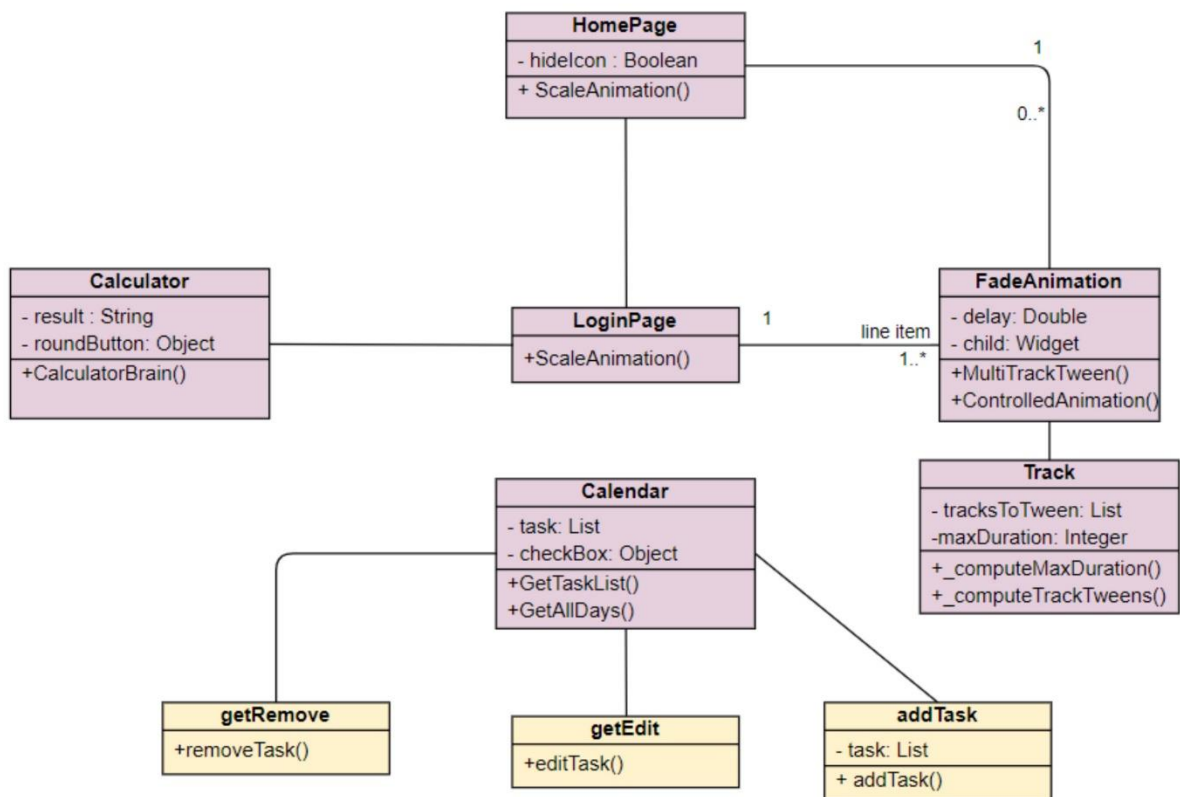 HomePage
- hideIcon : Boolean
+ ScaleAnimation()
1
0..*
Calculator
- result : String
- roundButton: Object
+CalculatorBrain()
LoginPage
+ScaleAnimation()
1
line item
1..*
FadeAnimation
- delay: Double
- child: Widget
+MultiTrackTween()
+ControlledAnimation()
Track
- tracksToTween: List
-maxDuration: Integer
+_computeMaxDuration()
+_computeTrackTweens()
Calendar
- task: List
- checkBox: Object
+GetTaskList()
+GetAllDays()
getRemove
+removeTask()
getEdit
+editTask()
addTask
- task: List
+ addTask()